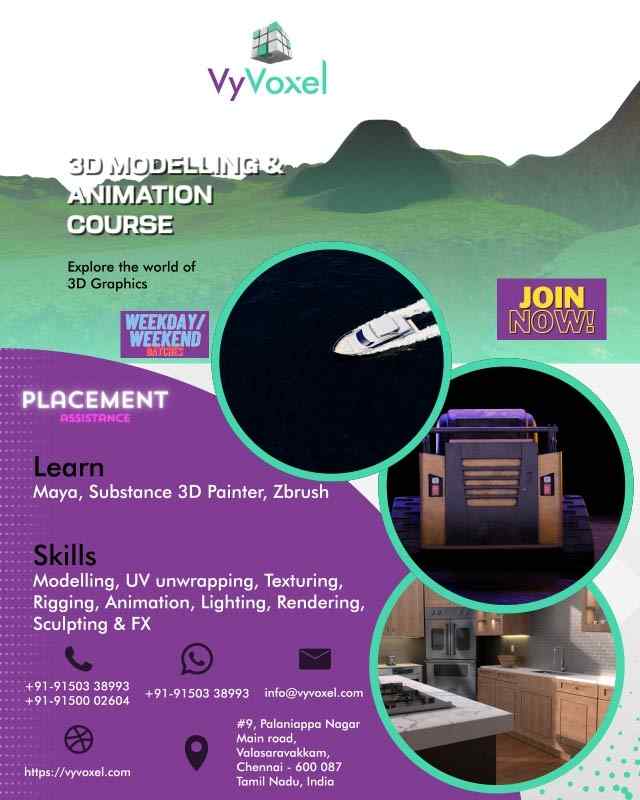 VyVoxel
3D MODELLING &
ANIMATION
COURSE
Explore the world of
3D Graphics
WEEKDAY/
WEEKEND
BATCHES
JOIN
NOW!
PLACEMENT
ASSISTANCE
Learn
Maya, Substance 3D Painter, Zbrush
Skills
Modelling, UV unwrapping, Texturing,
Rigging, Animation, Lighting, Rendering,
Sculpting & FX
+91-91503 38993
+91-91500 02604
+91-91503 38993
info@vyvoxel.com
https://vyvoxel.com
#9, Palaniappa Nagar
Main road,
Valasaravakkam,
Chennai - 600 087
Tamil Nadu, India